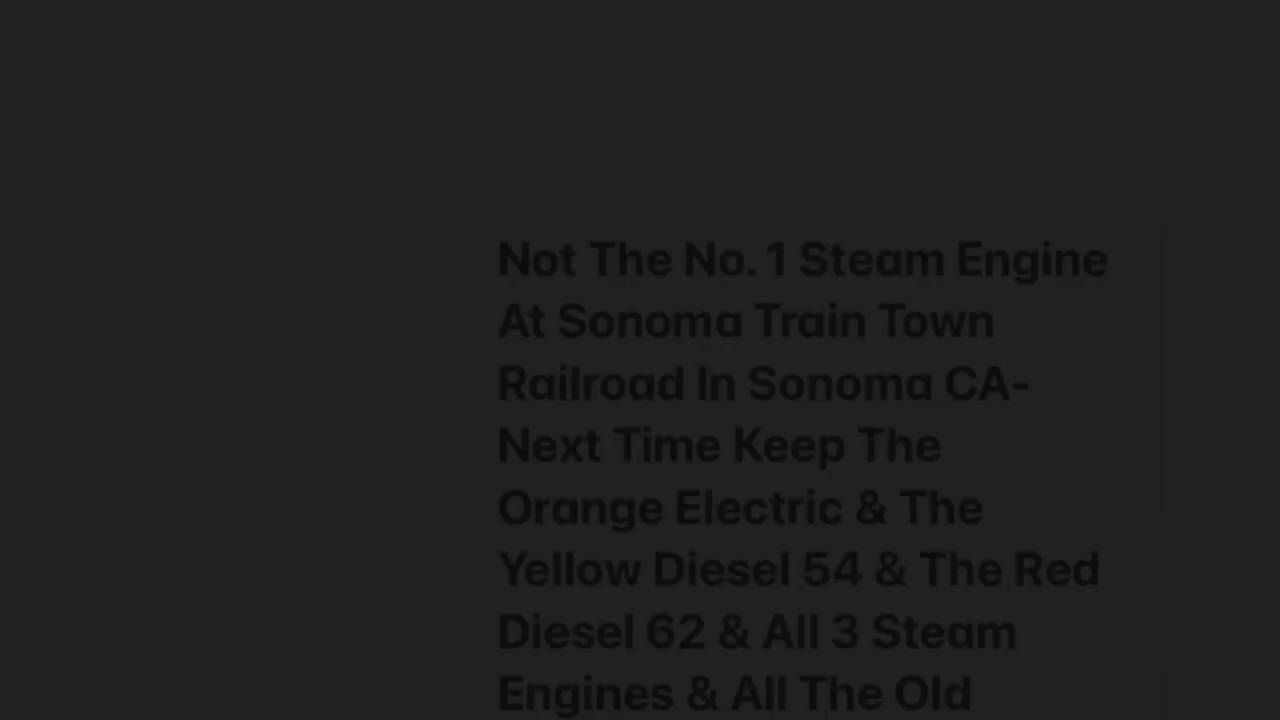 Not The No. 1 Steam Engine
At Sonoma Train Town
Railroad In Sonoma CA-
Next Time Keep The
Orange Electric & The
Yellow Diesel 54 & The Red
Diesel 62 & All 3 Steam
Engines & All The Old